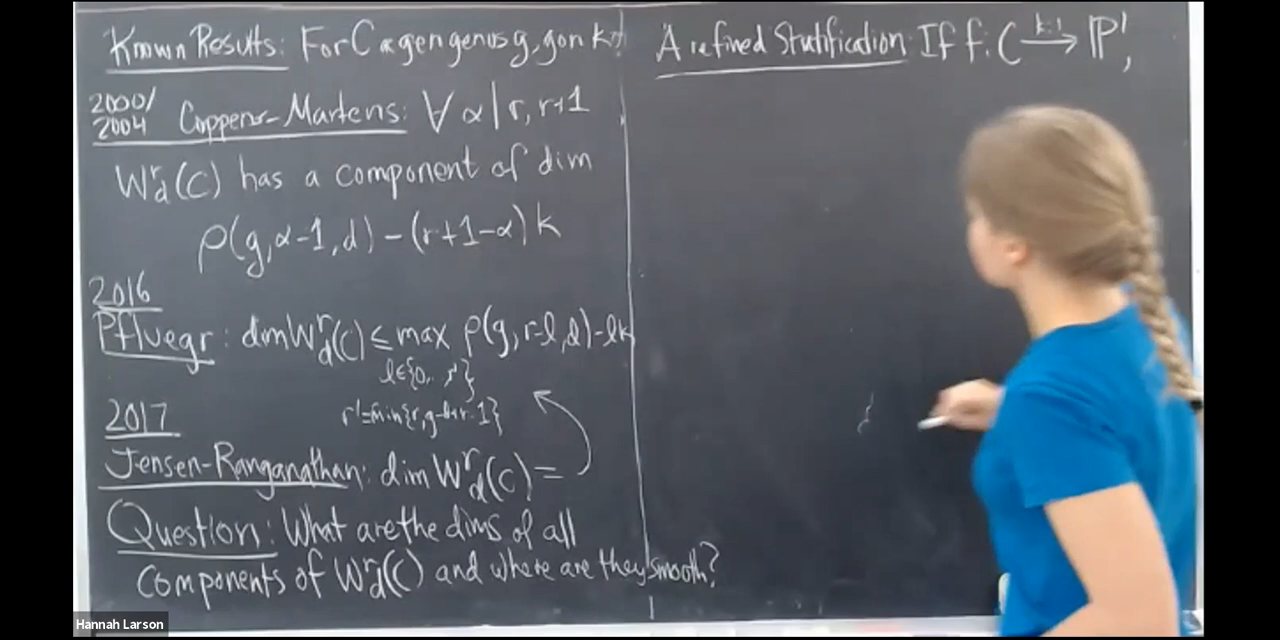 Known Results: For C a gen genus g, gon k
2000/
2004 Coppens-Martens: ∀ α | r, r+1
W^r_d(C) has a component of dim
ρ(g, α-1, d) - (r+1-α)k
2016
Pfluegr: dim W^r_d(C) ≤ max ρ(g, r-l, d) - lk
l∈{0,..r'}
r'=min{r, g-d+r-1}
2017
Jensen-Ranganathan: dim W^r_d(C) =
Question: What are the dims of all
components of W^r_d(C) and where are they smooth?
A refined Stratification: If f: C →^{k:1} ℙ^1,
{
Hannah Larson